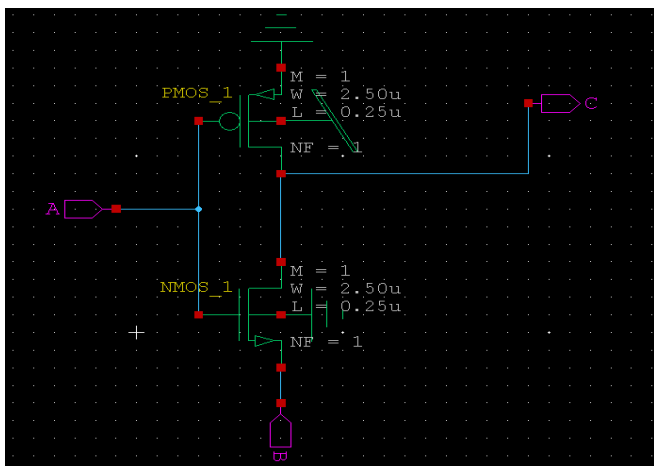 M = 1
PMOS_1
W = 2.50u
C
L = 0.25u
NF = 1
A
M = 1
NMOS_1
W = 2.50u
L = 0.25u
NF = 1
B